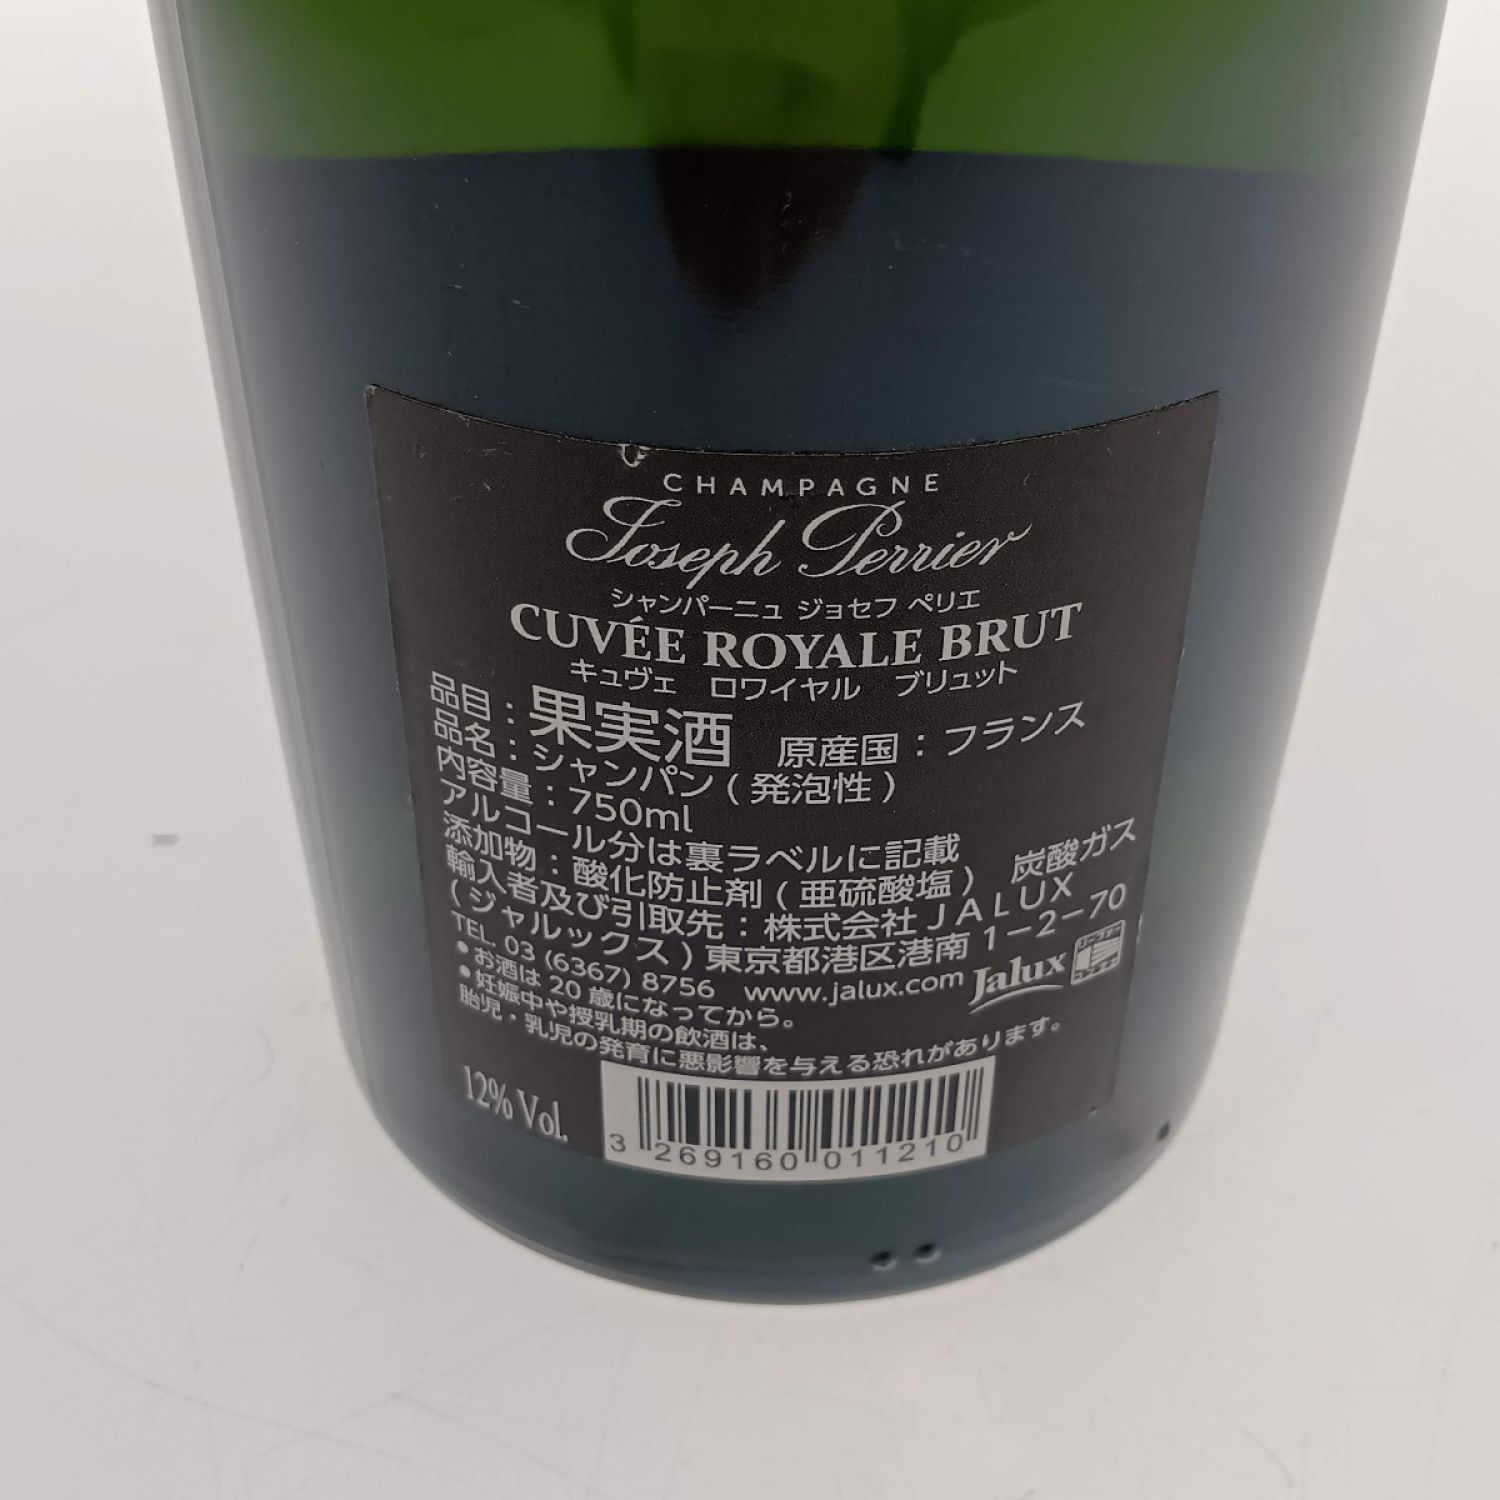 CHAMPAGNE
Joseph Perrier
シャンパーニュ ジョセフ ペリエ
CUVÉE ROYALE BRUT
キュヴェ ロワイヤル ブリュット
品目：果実酒 原産国：フランス
品名：シャンパン(発泡性)
内容量：750ml
アルコール分は裏ラベルに記載
添加物：酸化防止剤(亜硫酸塩) 炭酸ガス
輸入者及び引取先：株式会社JALUX
(ジャルックス)東京都港区港南1-2-70
TEL. 03 (6367) 8756 www.jalux.com Jalux
•お酒は20歳になってから。
•妊娠中や授乳期の飲酒は、
胎児・乳児の発育に悪影響を与える恐れがあります。
12% Vol.
3 269160 011210